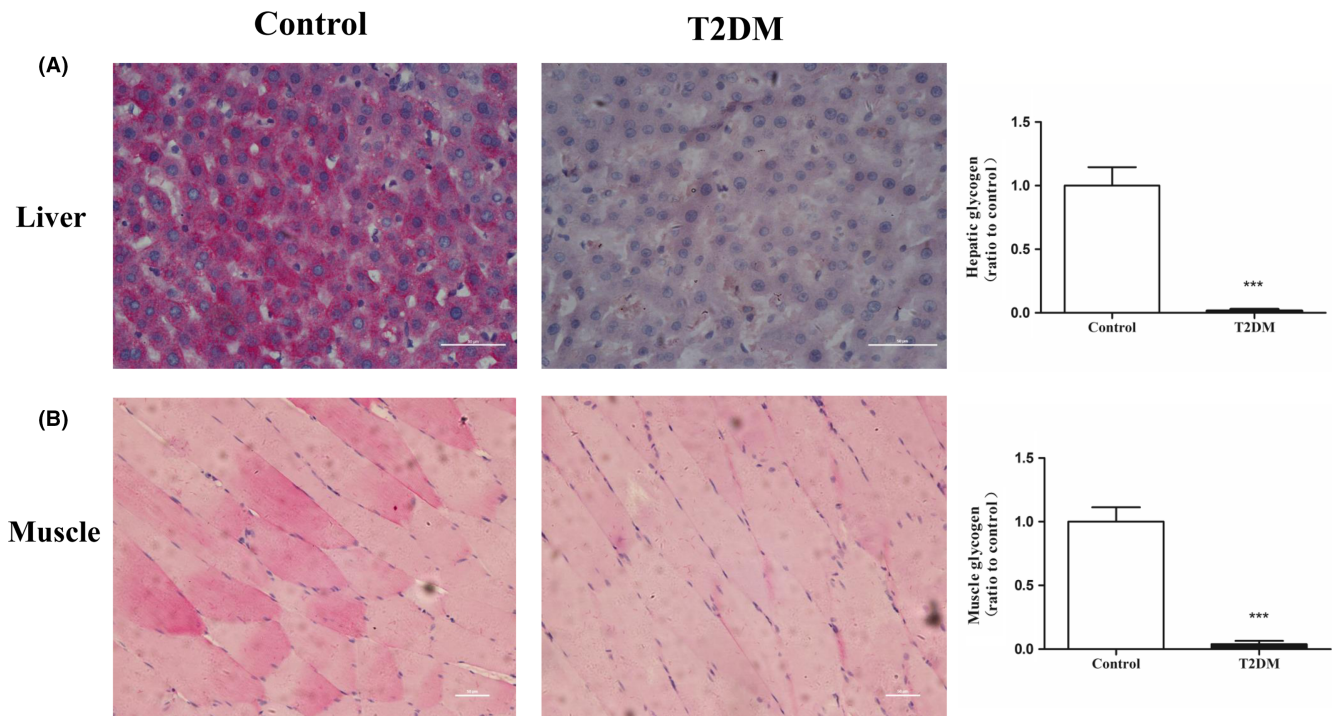 Control
T2DM
(A)
Liver
Hepatic glycogen
(ratio to control)
1.5
1.0
0.5
0.0
***
Control
T2DM
(B)
Muscle
Muscle glycogen
(ratio to control)
1.5
1.0
0.5
0.0
***
Control
T2DM